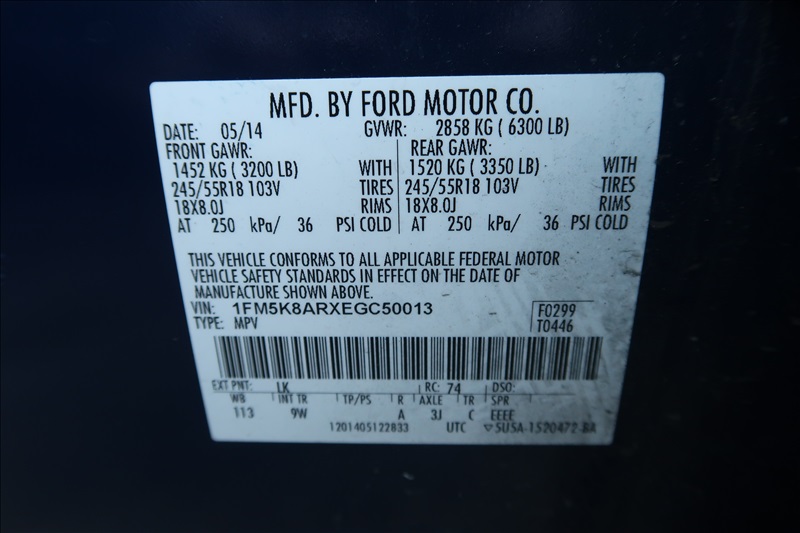 MFD. BY FORD MOTOR CO.
DATE: 05/14 GVWR: 2858 KG ( 6300 LB)
FRONT GAWR: REAR GAWR:
1452 KG ( 3200 LB) WITH 1520 KG ( 3350 LB) WITH
245/55R18 103V TIRES 245/55R18 103V TIRES
18X8.0J RIMS 18X8.0J RIMS
AT 250 kPa/ 36 PSI COLD AT 250 kPa/ 36 PSI COLD
THIS VEHICLE CONFORMS TO ALL APPLICABLE FEDERAL MOTOR
VEHICLE SAFETY STANDARDS IN EFFECT ON THE DATE OF
MANUFACTURE SHOWN ABOVE.
VIN: 1FM5K8ARXEGC50013 F0299
TYPE: MPV T0446
EXT PNT: LK RC: 74 DSO:
WB INT TR TP/PS R AXLE TR SPR
113 9W A 3J C EEEE
1201405122833 UTC ▽5U5A-1520472-BA